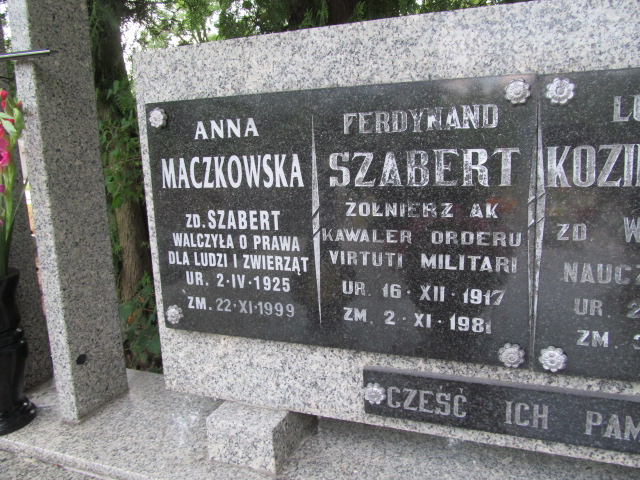 ANNA
MACZKOWSKA
ZD. SZABERT
WALCZYŁA O PRAWA
DLA LUDZI I ZWIERZĄT
UR. 2·IV·1925
ZM. 22·XI·1999
FERDYNAND
SZABERT
ŻOŁNIERZ AK
KAWALER ORDERU
VIRTUTI MILITARI
UR. 16·XII·1917
ZM. 2·XI·1981
ZD.
UR.
ZM.
CZEŚĆ ICH